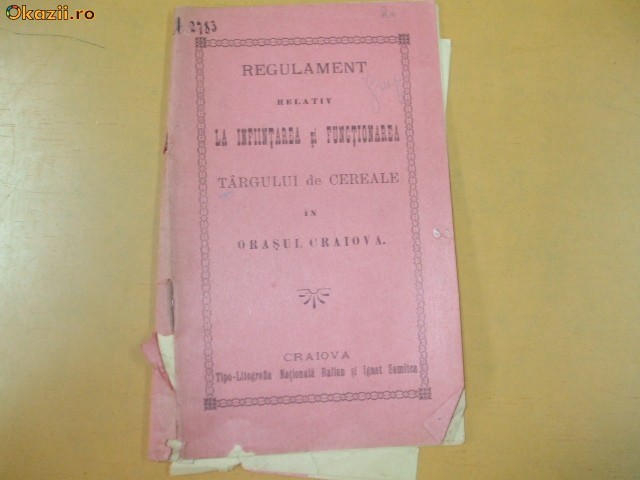 Okazii.ro
A 2783
REGULAMENT
RELATIV
LA INFIINȚAREA și FUNCȚIONAREA
TÂRGULUI de CEREALE
IN
ORAȘUL CRAIOVA.
CRAIOVA
Tipo-Litografia Națională Ralian și Ignat Samitca